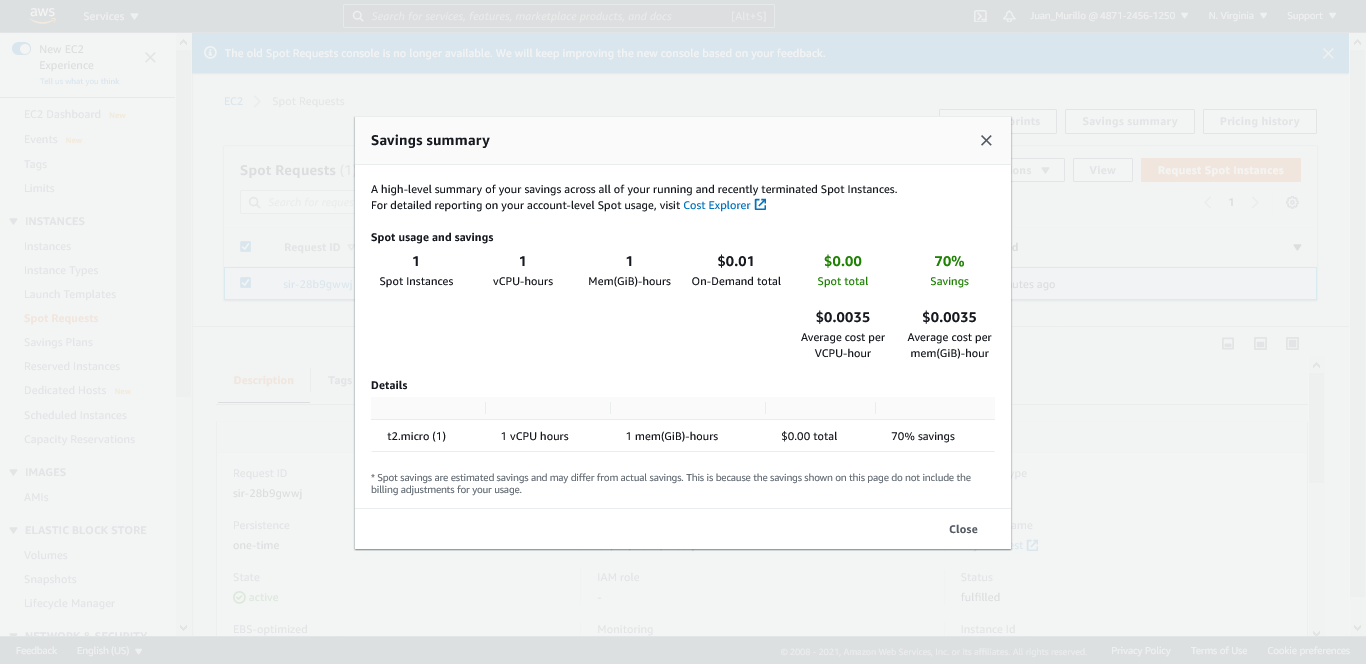 aws
Services
Search for services, features, marketplace products, and docs
[Alt+S]
Juan_Murillo @ 4871-2456-1250
N. Virginia
Support
New EC2
Experience
Tell us what you think
The old Spot Requests console is no longer available. We will keep improving the new console based on your feedback.
EC2 Dashboard New
Events New
Tags
Limits
INSTANCES
Instances
Instance Types
Launch Templates
Spot Requests
Savings Plans
Reserved Instances
Dedicated Hosts New
Scheduled Instances
Capacity Reservations
IMAGES
AMIs
ELASTIC BLOCK STORE
Volumes
Snapshots
Lifecycle Manager
NETWORK & SECURITY
EC2 > Spot Requests
Savings summary
Pricing history
Spot Requests (1
View
Request Spot Instances
Search for
1
Request ID
sir-28b9gwwj
utes ago
Description
Tags
Request ID
sir-28b9gwwj
Persistence
one-time
State
active
EBS-optimized
IAM role
-
Monitoring
Status
fulfilled
Instance Id
Savings summary
A high-level summary of your savings across all of your running and recently terminated Spot Instances.
For detailed reporting on your account-level Spot usage, visit Cost Explorer
Spot usage and savings
1
Spot Instances
1
vCPU-hours
1
Mem(GiB)-hours
$0.01
On-Demand total
$0.00
Spot total
70%
Savings
$0.0035
Average cost per
VCPU-hour
$0.0035
Average cost per
mem(GiB)-hour
Details
t2.micro (1)
1 vCPU hours
1 mem(GiB)-hours
$0.00 total
70% savings
* Spot savings are estimated savings and may differ from actual savings. This is because the savings shown on this page do not include the
billing adjustments for your usage.
Close
Feedback
English (US)
© 2008 - 2021, Amazon Web Services, Inc. or its affiliates. All rights reserved.
Privacy Policy
Terms of Use
Cookie preferences